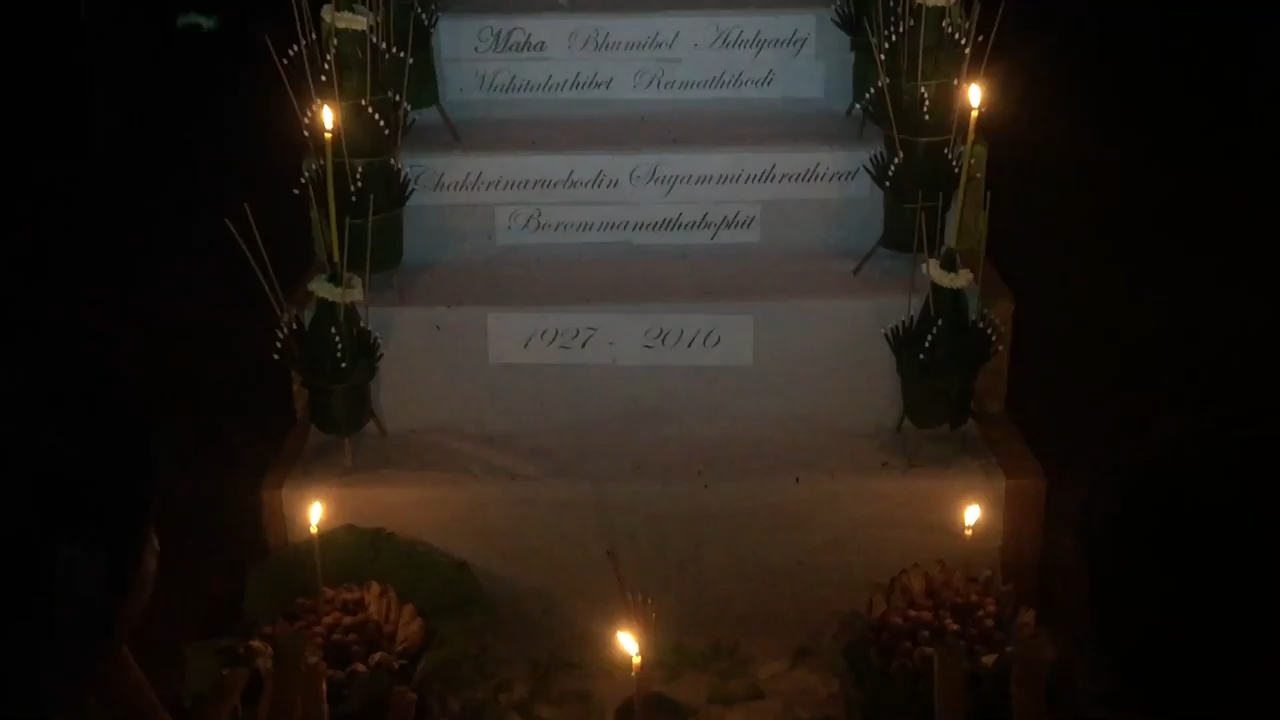 Maha Bhumibol Adulyadej
Mahitalathibet Ramathibodi
Chakkrinaruebodin Sayamminthrathirat
Borommanatthabophit
1927 - 2016